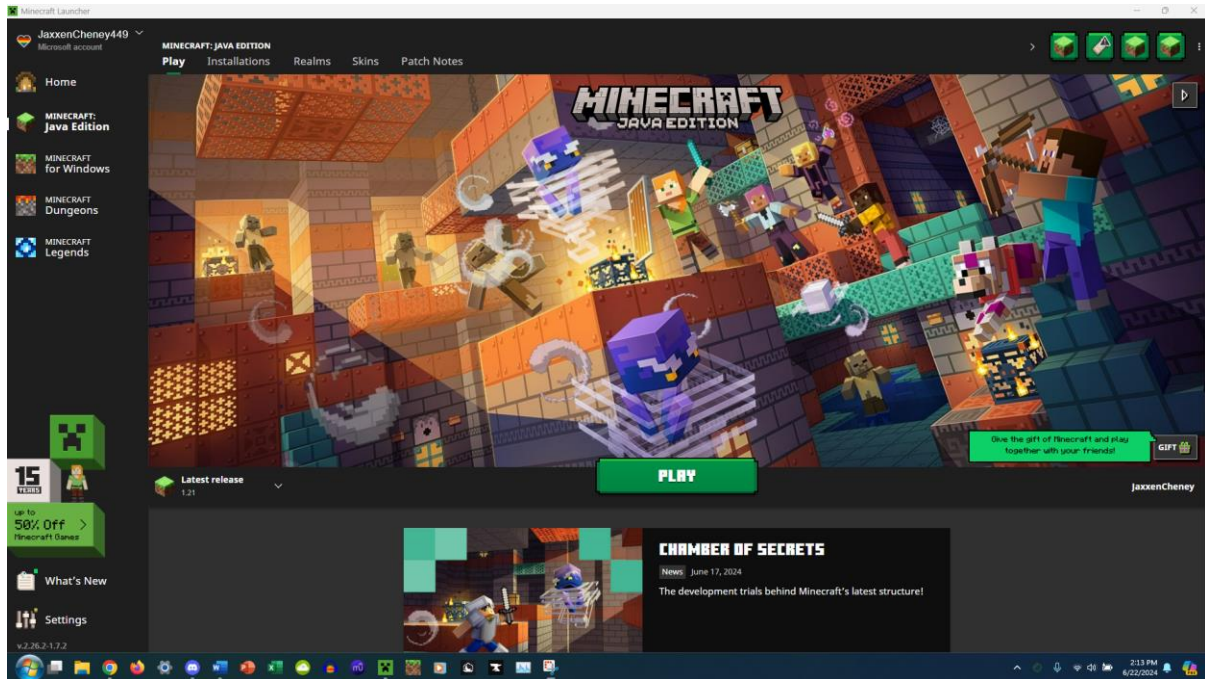 Minecraft Launcher
JaxxenCheney449
Microsoft account
Home
MINECRAFT:
Java Edition
MINECRAFT
for Windows
MINECRAFT
Dungeons
MINECRAFT
Legends
15
YEARS
up to
50% Off >
Minecraft Games
What's New
Settings
v.2.26.2-1.7.2
MINECRAFT: JAVA EDITION
Play Installations Realms Skins Patch Notes
MINECRAFT
JAVA EDITION
Give the gift of Minecraft and play
together with your friends!
GIFT
Latest release
1.21
PLAY
JaxxenCheney
CHAMBER OF SECRETS
News June 17, 2024
The development trials behind Minecraft's latest structure!
2:13 PM
6/22/2024